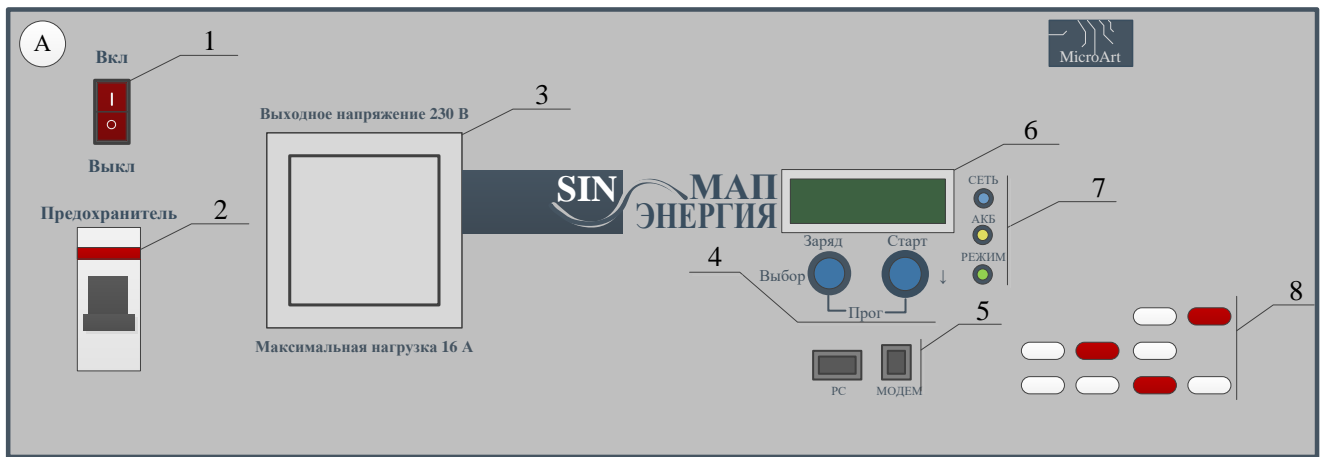 А
Вкл
1
MicroArt
I
O
Выкл
Выходное напряжение 230 В
3
6
SIN
МАП
ЭНЕРГИЯ
СЕТЬ
7
АКБ
РЕЖИМ
Предохранитель
2
Заряд
Старт
4
Выбор
↓
Прог
5
8
Максимальная нагрузка 16 А
PC
МОДЕМ